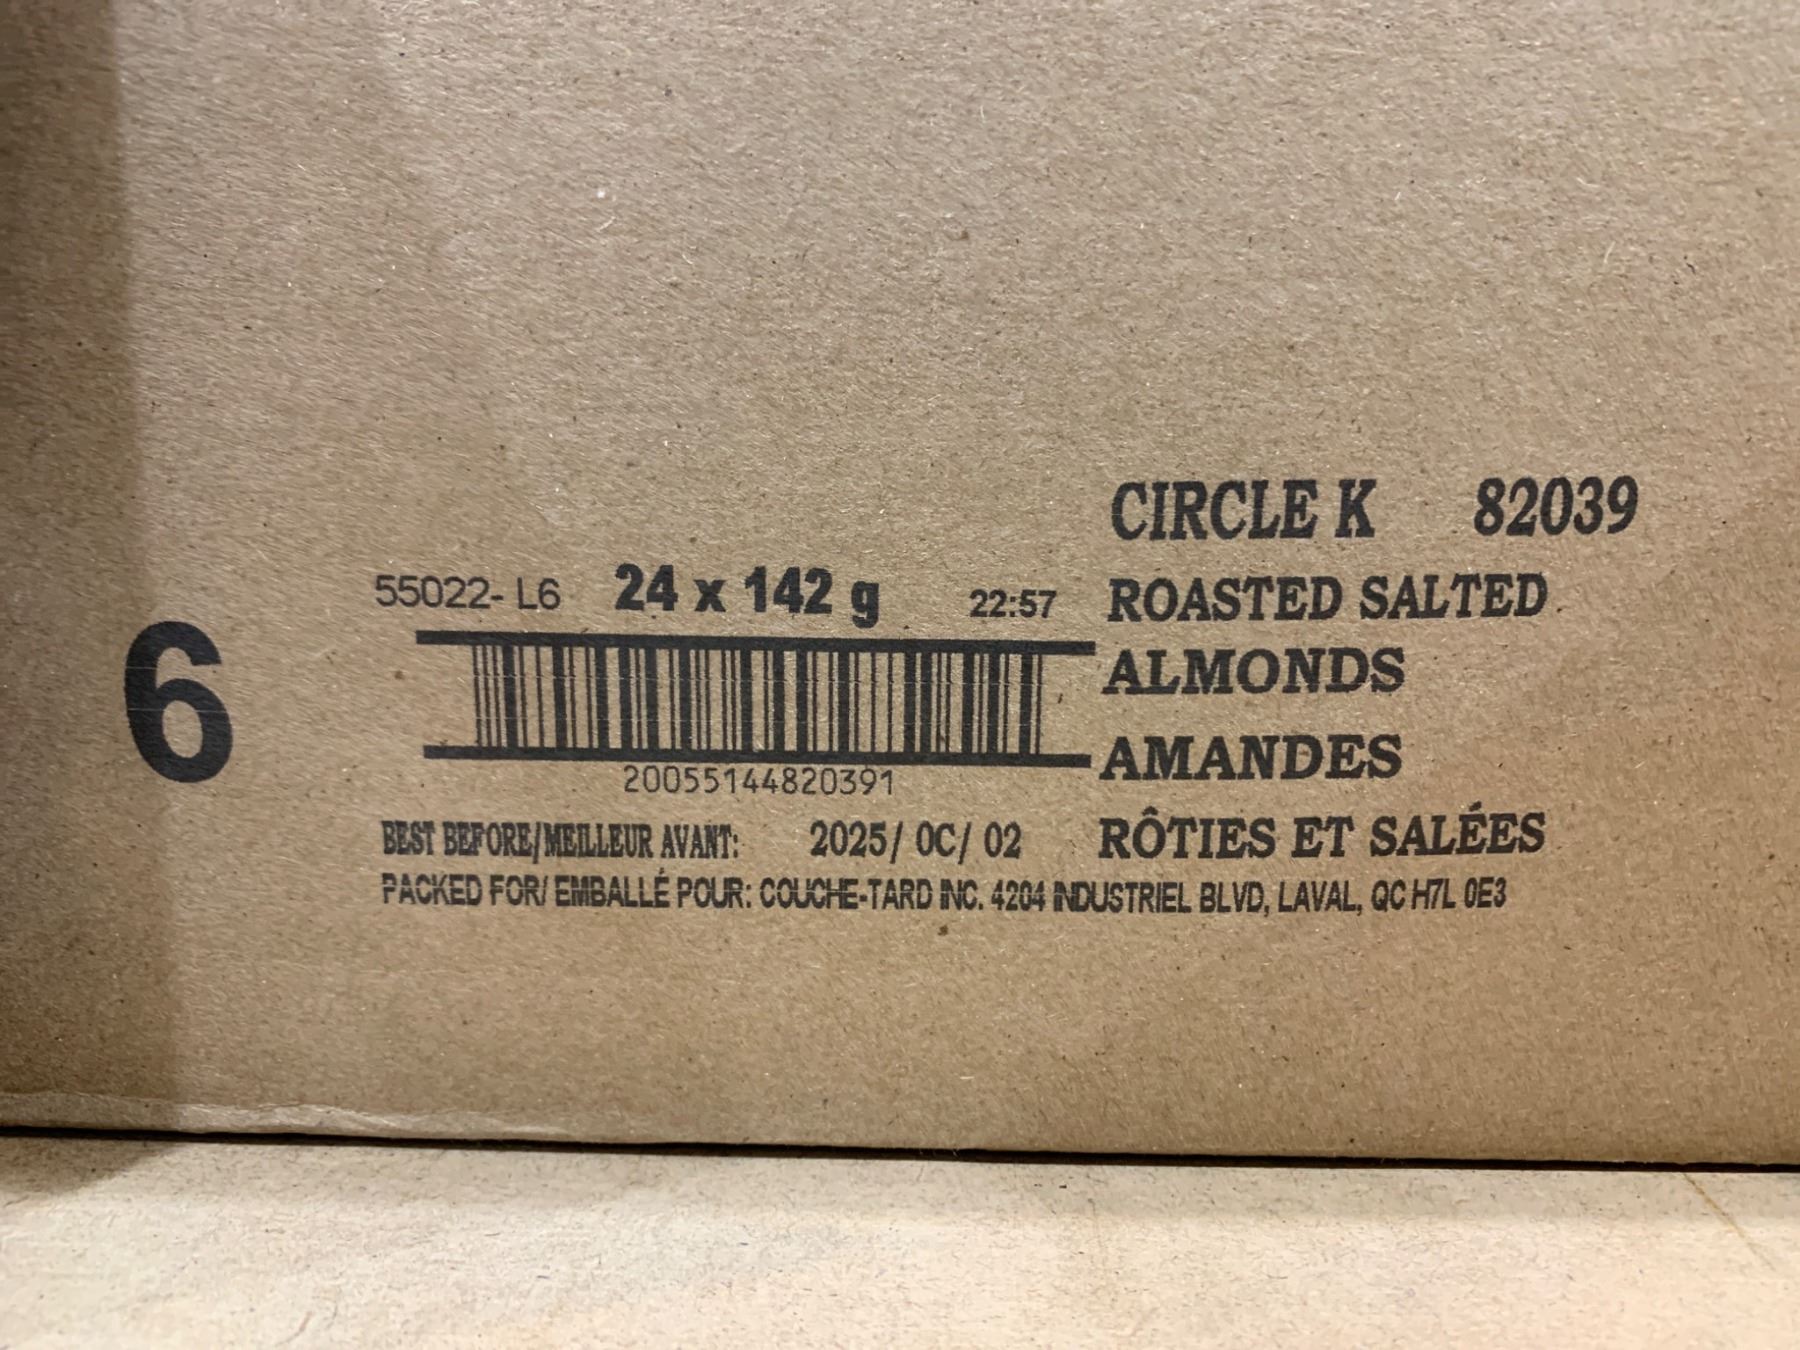 CIRCLE K 82039
55022- L6 24 x 142 g 22:57 ROASTED SALTED
6
ALMONDS
AMANDES
20055144820391
BEST BEFORE/MEILLEUR AVANT: 2025/ OC/ 02 RÔTIES ET SALÉES
PACKED FOR/ EMBALLÉ POUR: COUCHE-TARD INC. 4204 INDUSTRIEL BLVD, LAVAL, QC H7L 0E3